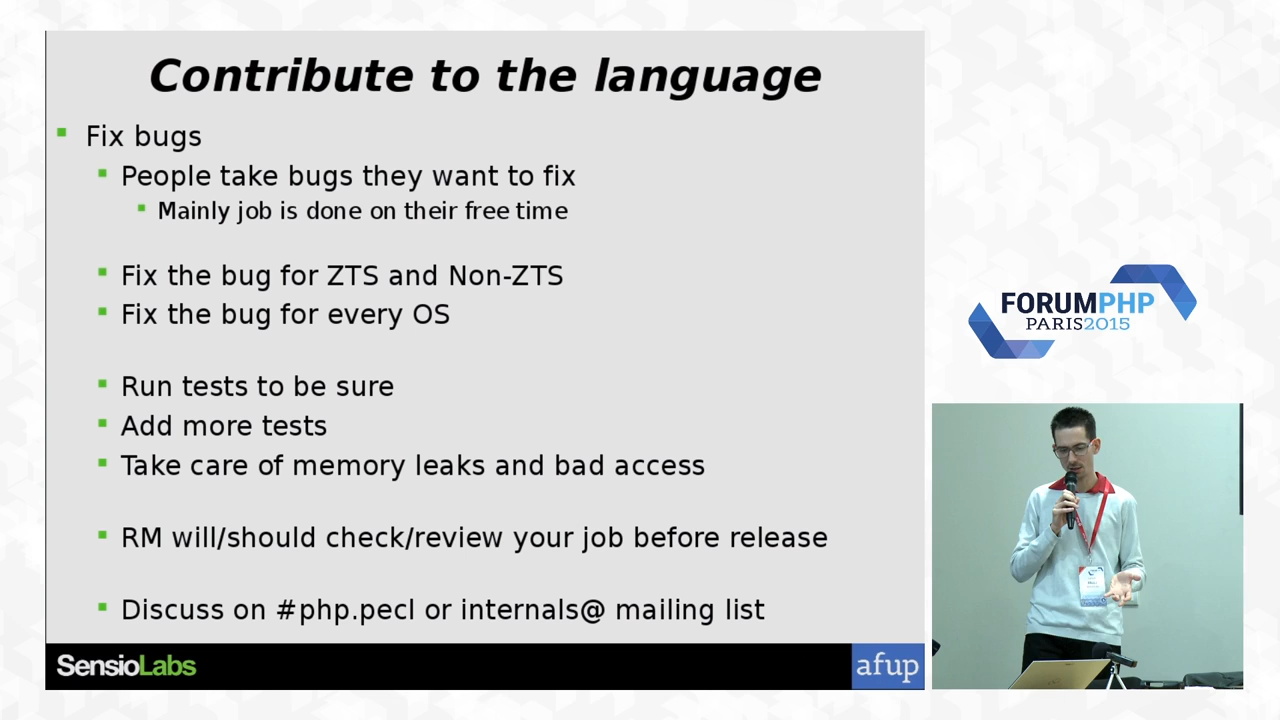 Contribute to the language
Fix bugs
People take bugs they want to fix
Mainly job is done on their free time
Fix the bug for ZTS and Non-ZTS
Fix the bug for every OS
Run tests to be sure
Add more tests
Take care of memory leaks and bad access
RM will/should check/review your job before release
Discuss on #php.pecl or internals@ mailing list
SensioLabs
afup
FORUMPHP
PARIS2015